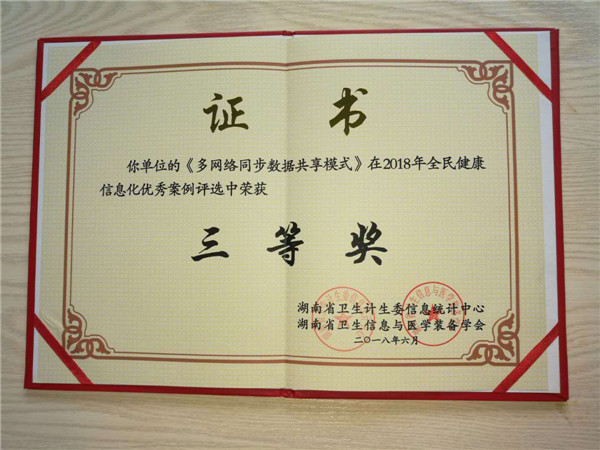 证书
你单位的《多网络同步数据共享模式》在2018年全民健康
信息化优秀案例评选中荣获
三等奖
湖南省卫生计生委信息统计中心
湖南省卫生信息与医学装备学会
二〇一八年六月